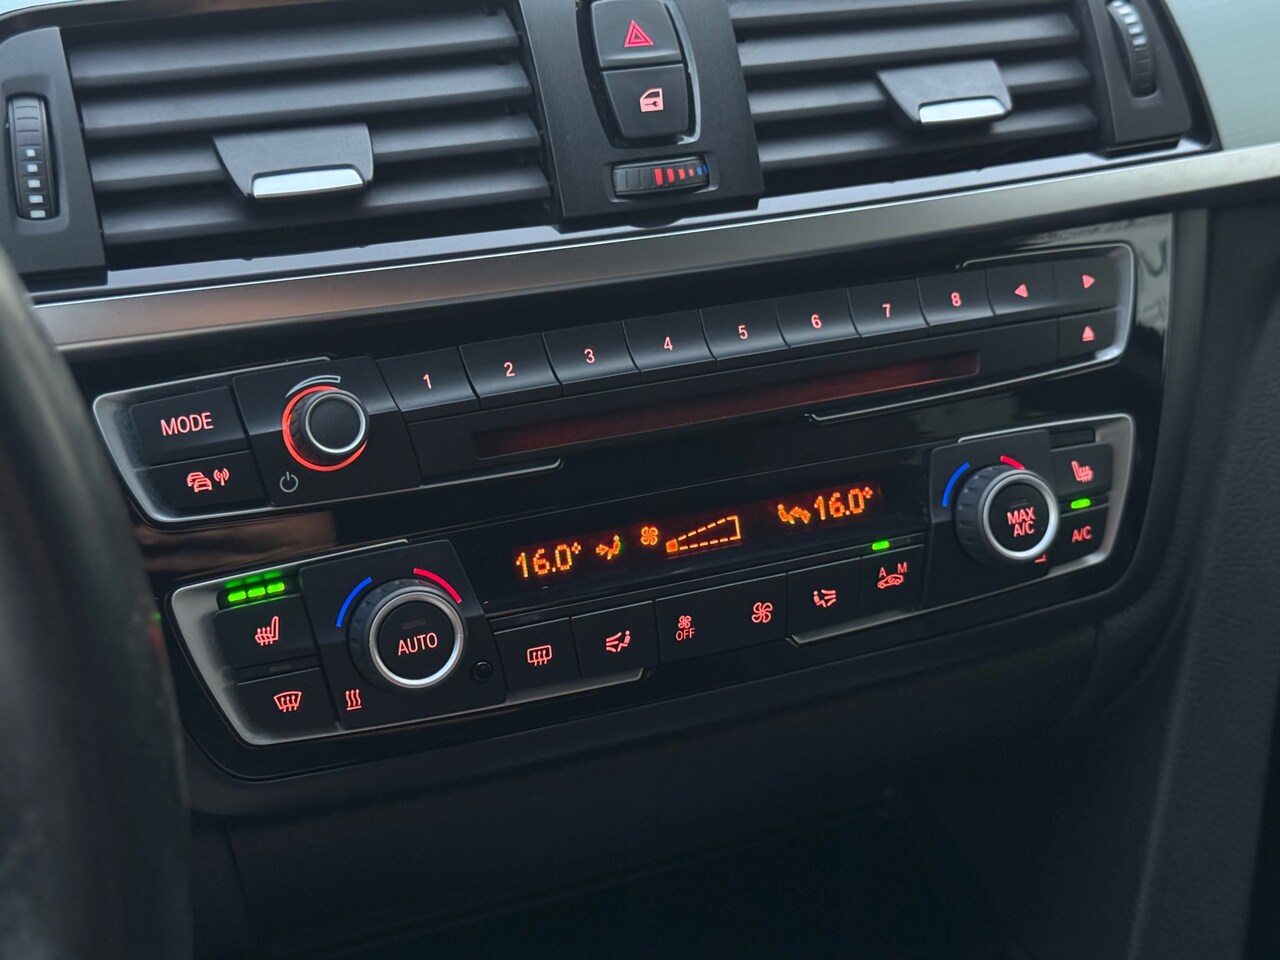 1 2 3 4 5 6 7 8
MODE
16.0° 16.0°
MAX
A/C
A/C
AUTO
OFF
A M